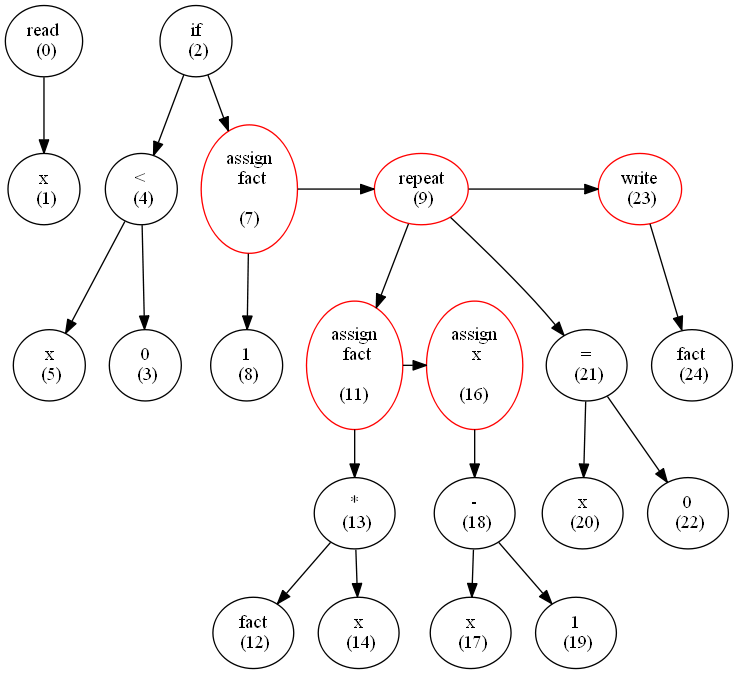 read
(0)
if
(2)
x
(1)
<
(4)
assign
fact
(7)
repeat
(9)
write
(23)
x
(5)
0
(3)
1
(8)
assign
fact
(11)
assign
x
(16)
=
(21)
fact
(24)
*
(13)
-
(18)
x
(20)
0
(22)
fact
(12)
x
(14)
x
(17)
1
(19)